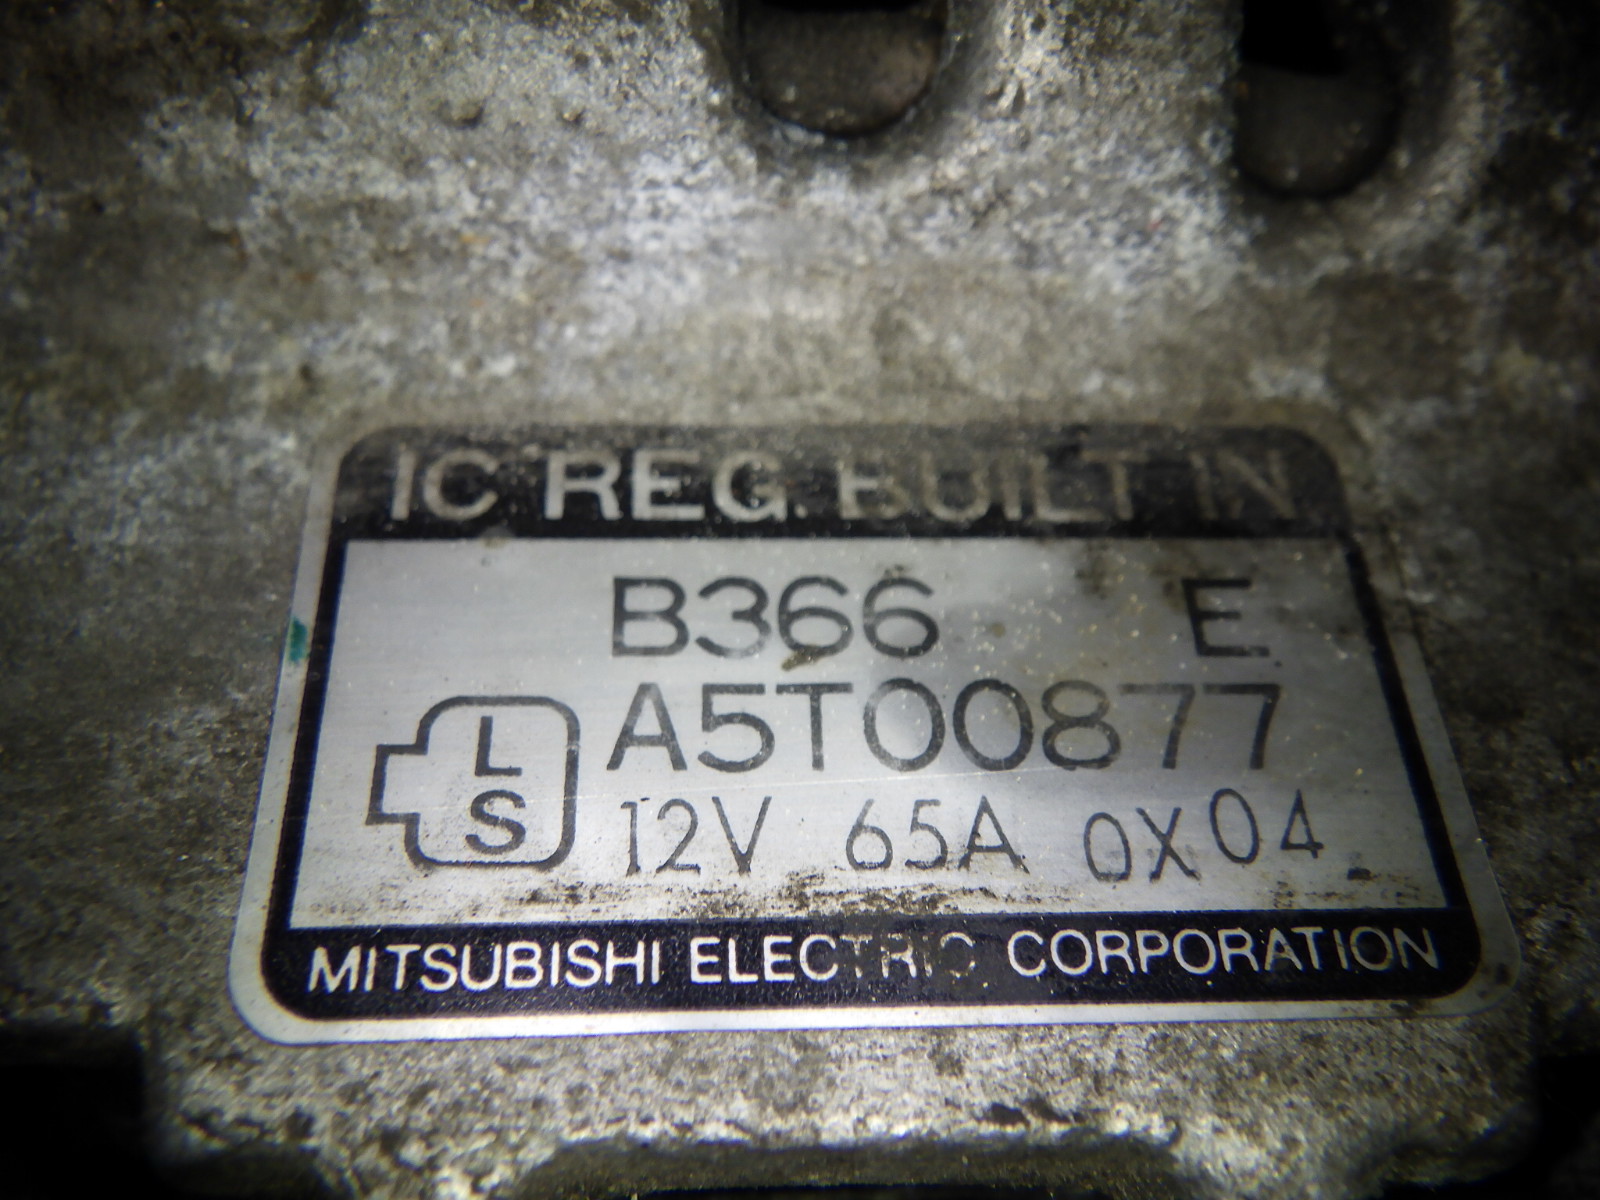 IC REG. BUILT IN
B366 E
A5T00877
L
S
12V 65A 0X04
MITSUBISHI ELECTRIC CORPORATION